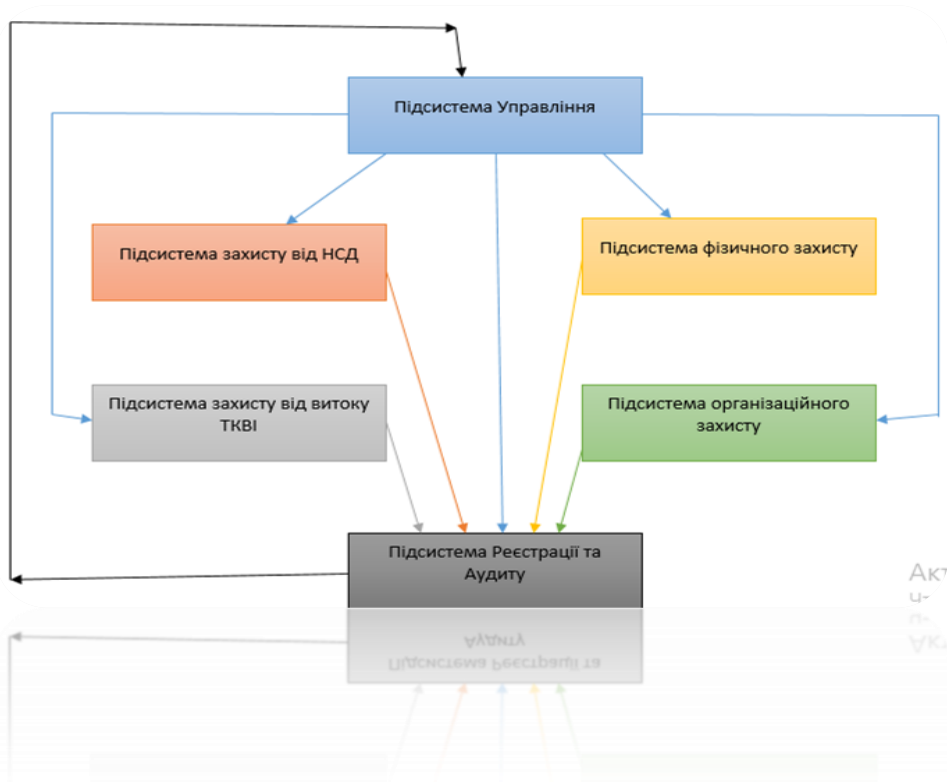 Підсистема Управління
Підсистема захисту від НСД
Підсистема фізичного захисту
Підсистема захисту від витоку
ТКВІ
Підсистема організаційного
захисту
Підсистема Реєстрації та
Аудиту